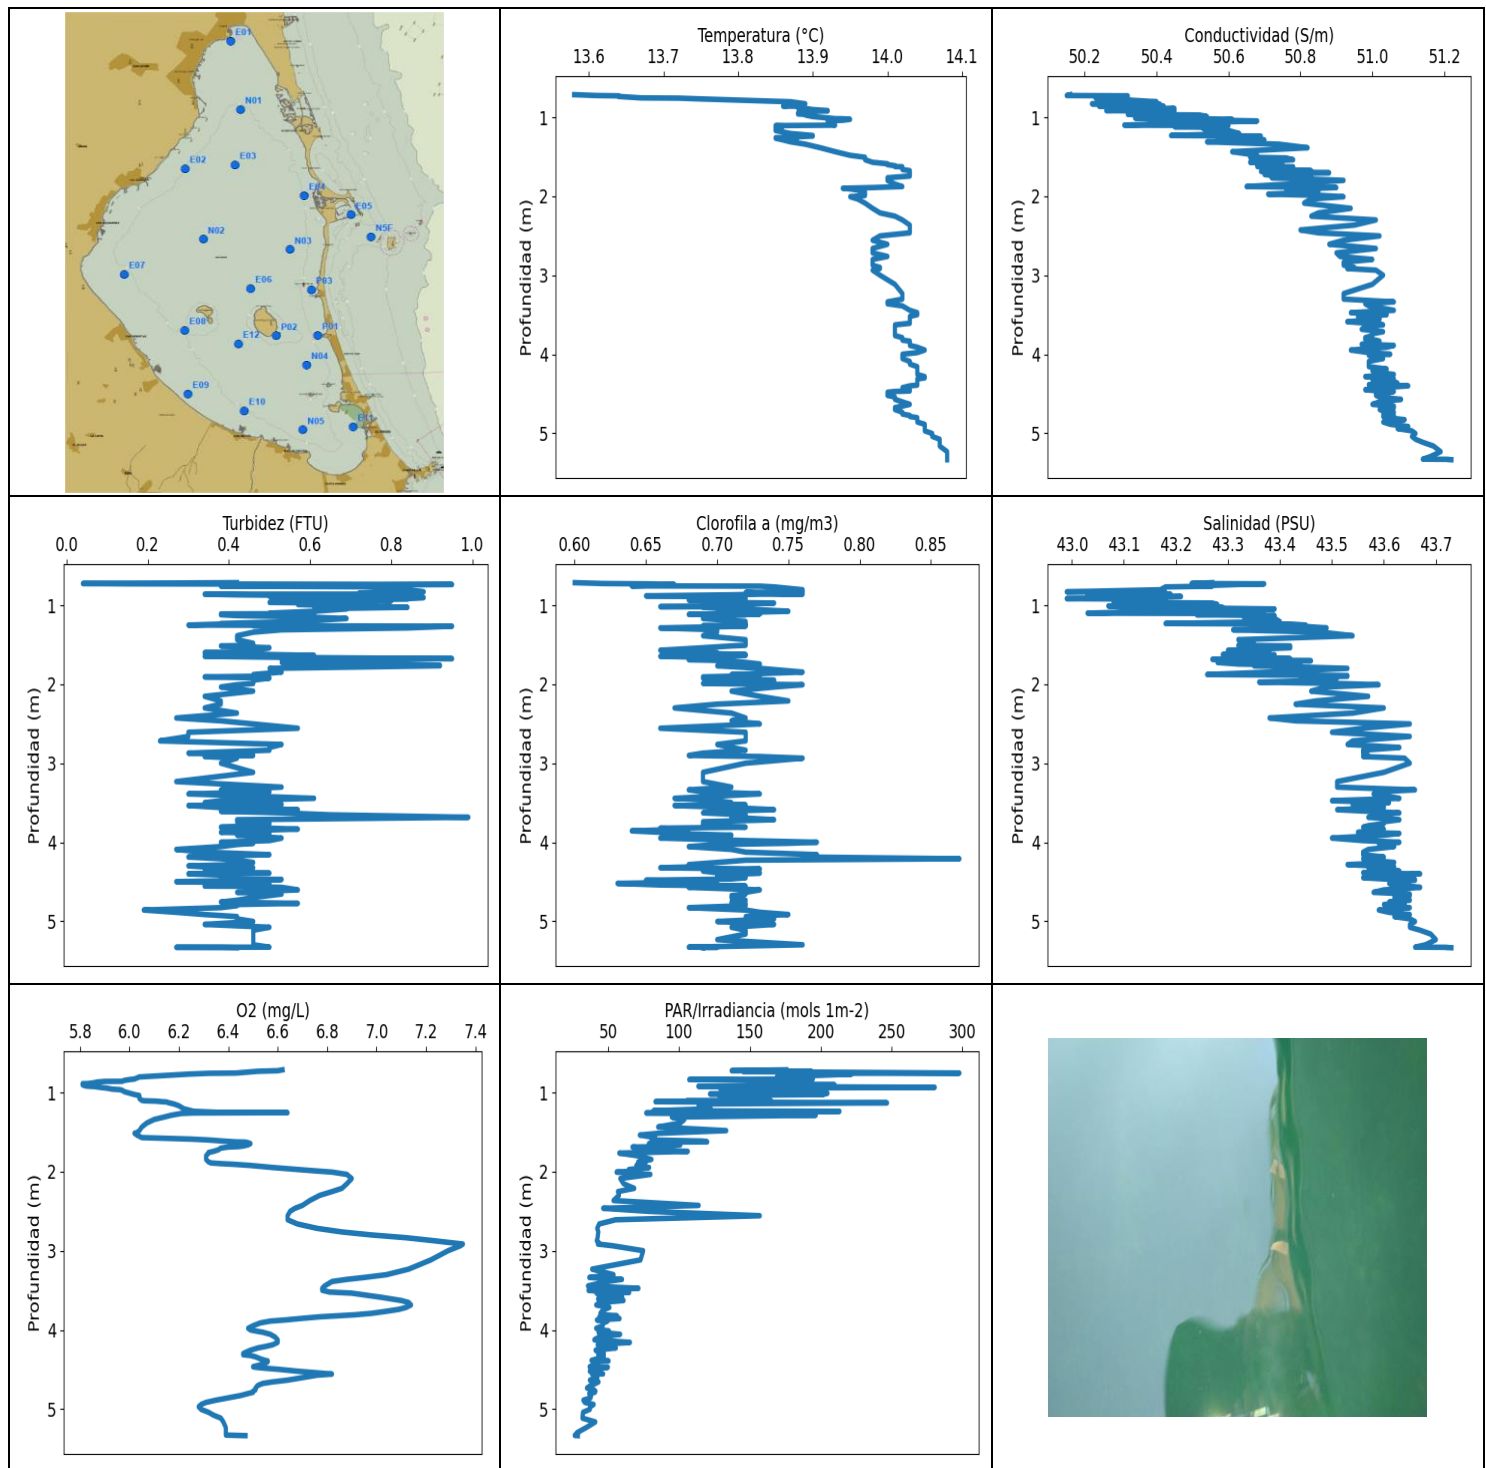 E01
N01
E02
E03
E04
E05
N5F
N02
N03
E07
E06
P03
E08
P02
P01
E12
N04
E09
E10
N05
E11
Temperatura (°C)
13.6 13.7 13.8 13.9 14.0 14.1
Profundidad (m)
1
2
3
4
5
Conductividad (S/m)
50.2 50.4 50.6 50.8 51.0 51.2
Profundidad (m)
1
2
3
4
5
Turbidez (FTU)
0.0 0.2 0.4 0.6 0.8 1.0
Profundidad (m)
1
2
3
4
5
Clorofila a (mg/m3)
0.60 0.65 0.70 0.75 0.80 0.85
Profundidad (m)
1
2
3
4
5
Salinidad (PSU)
43.0 43.1 43.2 43.3 43.4 43.5 43.6 43.7
Profundidad (m)
1
2
3
4
5
O2 (mg/L)
5.8 6.0 6.2 6.4 6.6 6.8 7.0 7.2 7.4
Profundidad (m)
1
2
3
4
5
PAR/Irradiancia (mols 1m-2)
50 100 150 200 250 300
Profundidad (m)
1
2
3
4
5